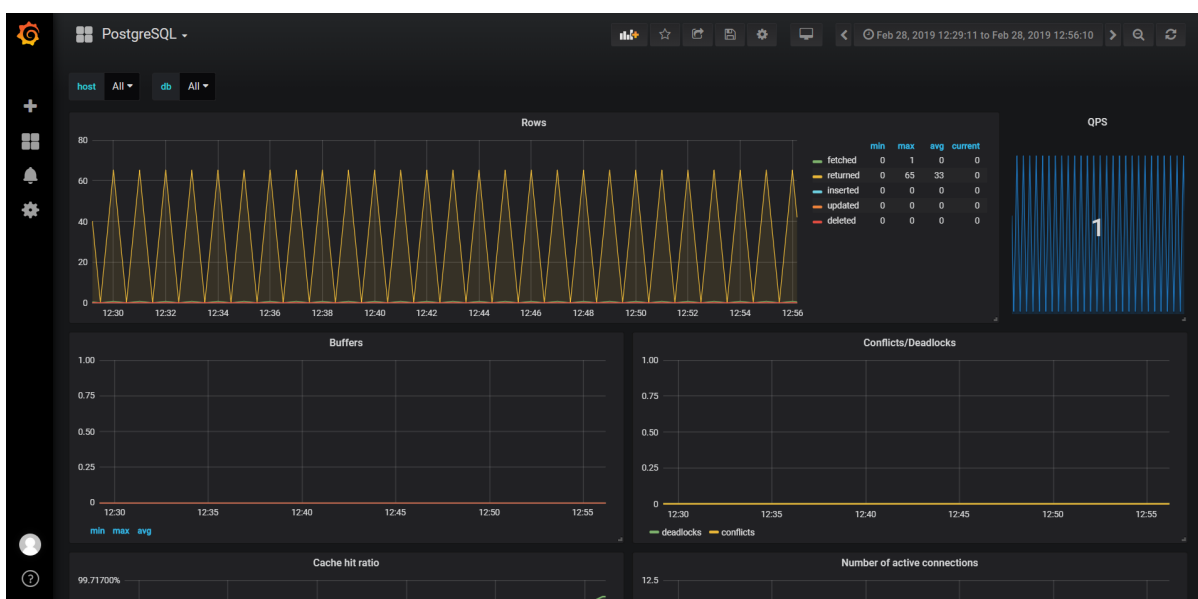 PostgreSQL
Feb 28, 2019 12:29:11 to Feb 28, 2019 12:56:10
host All db All
Rows
80
60
40
20
0
12:30 12:32 12:34 12:36 12:38 12:40 12:42 12:44 12:46 12:48 12:50 12:52 12:54 12:56
min max avg current
fetched 0 1 0 0
returned 0 65 33 0
inserted 0 0 0 0
updated 0 0 0 0
deleted 0 0 0 0
QPS
1
Buffers
1.00
0.75
0.50
0.25
0
12:30 12:35 12:40 12:45 12:50 12:55
min max avg
Conflicts/Deadlocks
1.00
0.75
0.50
0.25
0
12:30 12:35 12:40 12:45 12:50 12:55
deadlocks conflicts
Cache hit ratio
99.71700%
Number of active connections
12.5